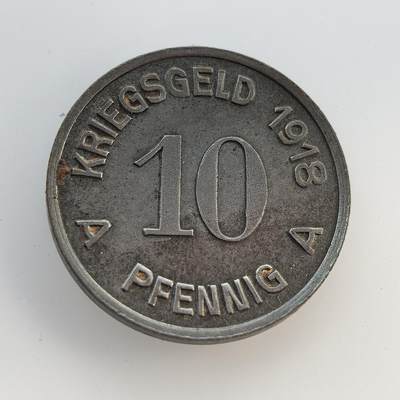 KRIEGSGELD 1918
10
A A
PFENNIG